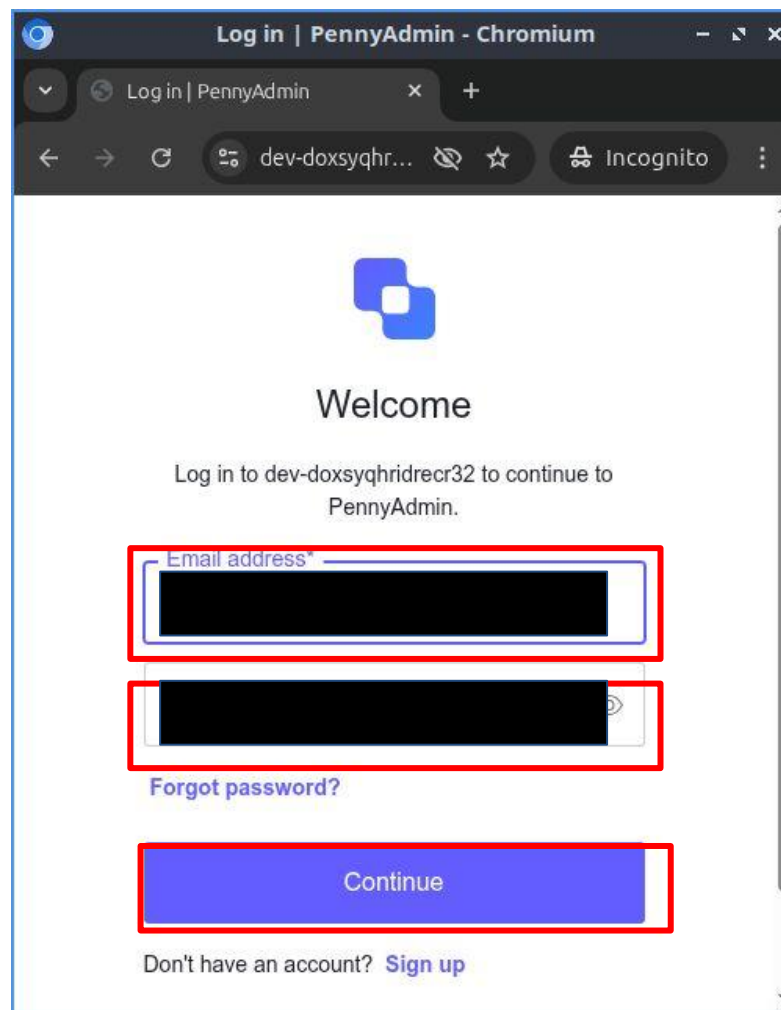 Log in | PennyAdmin - Chromium
Log in | PennyAdmin
dev-doxsyqhr... Incognito
Welcome
Log in to dev-doxsyqhridrecr32 to continue to
PennyAdmin.
Email address*
Forgot password?
Continue
Don't have an account? Sign up